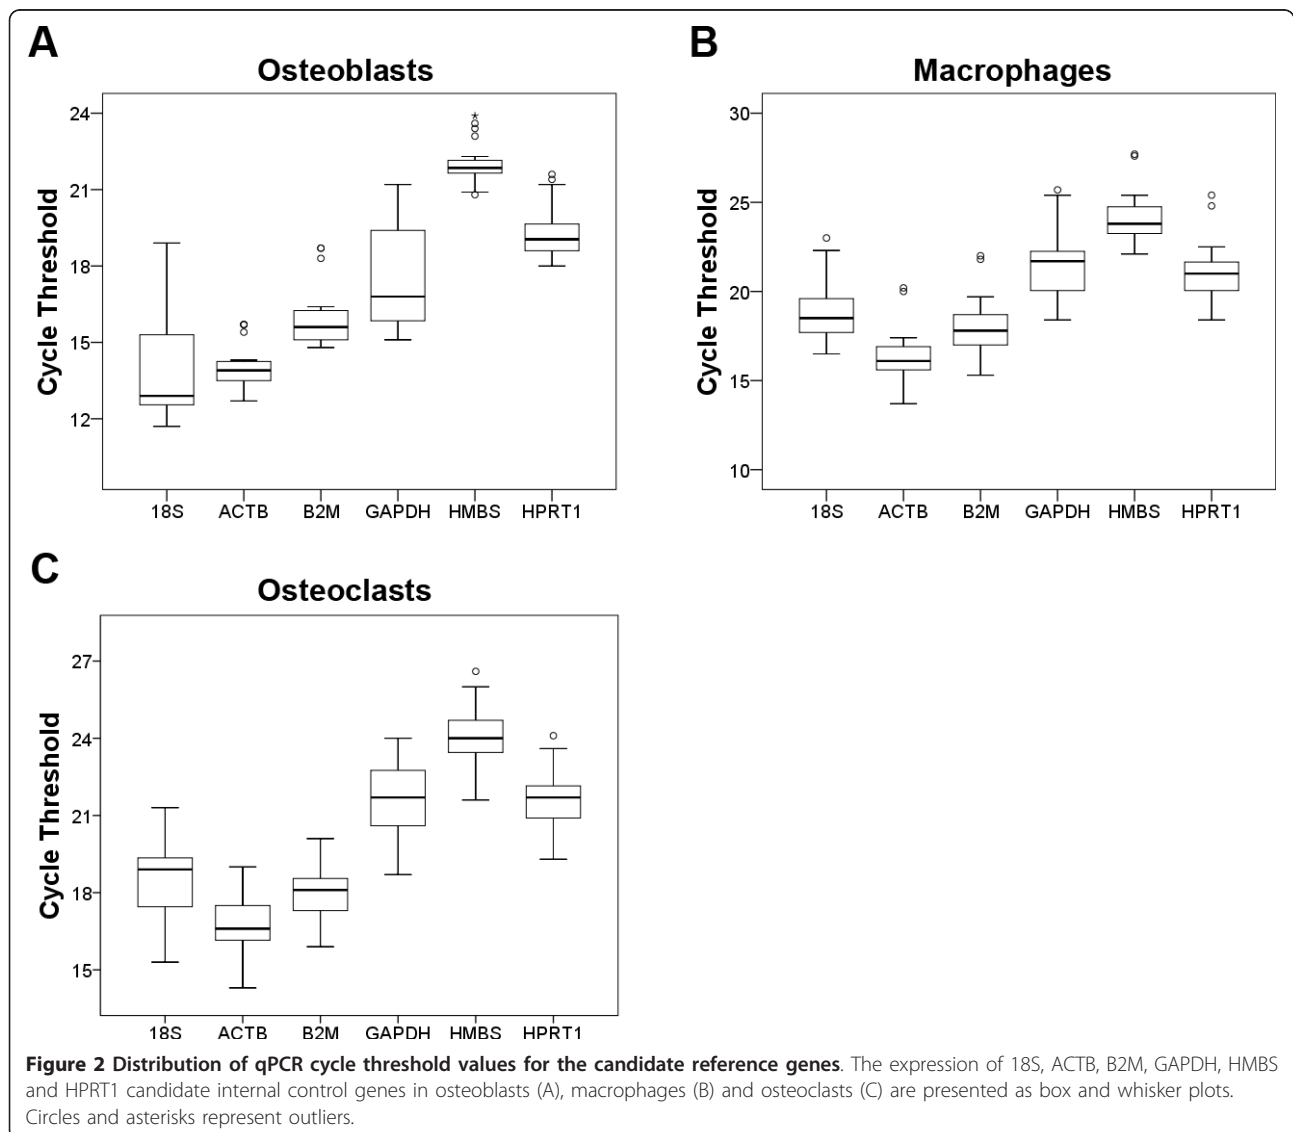 A
Osteoblasts
Cycle Threshold
24
21
18
15
12
18S ACTB B2M GAPDH HMBS HPRT1
B
Macrophages
Cycle Threshold
30
25
20
15
10
18S ACTB B2M GAPDH HMBS HPRT1
C
Osteoclasts
Cycle Threshold
27
24
21
18
15
18S ACTB B2M GAPDH HMBS HPRT1
Figure 2 Distribution of qPCR cycle threshold values for the candidate reference genes. The expression of 18S, ACTB, B2M, GAPDH, HMBS
and HPRT1 candidate internal control genes in osteoblasts (A), macrophages (B) and osteoclasts (C) are presented as box and whisker plots.
Circles and asterisks represent outliers.